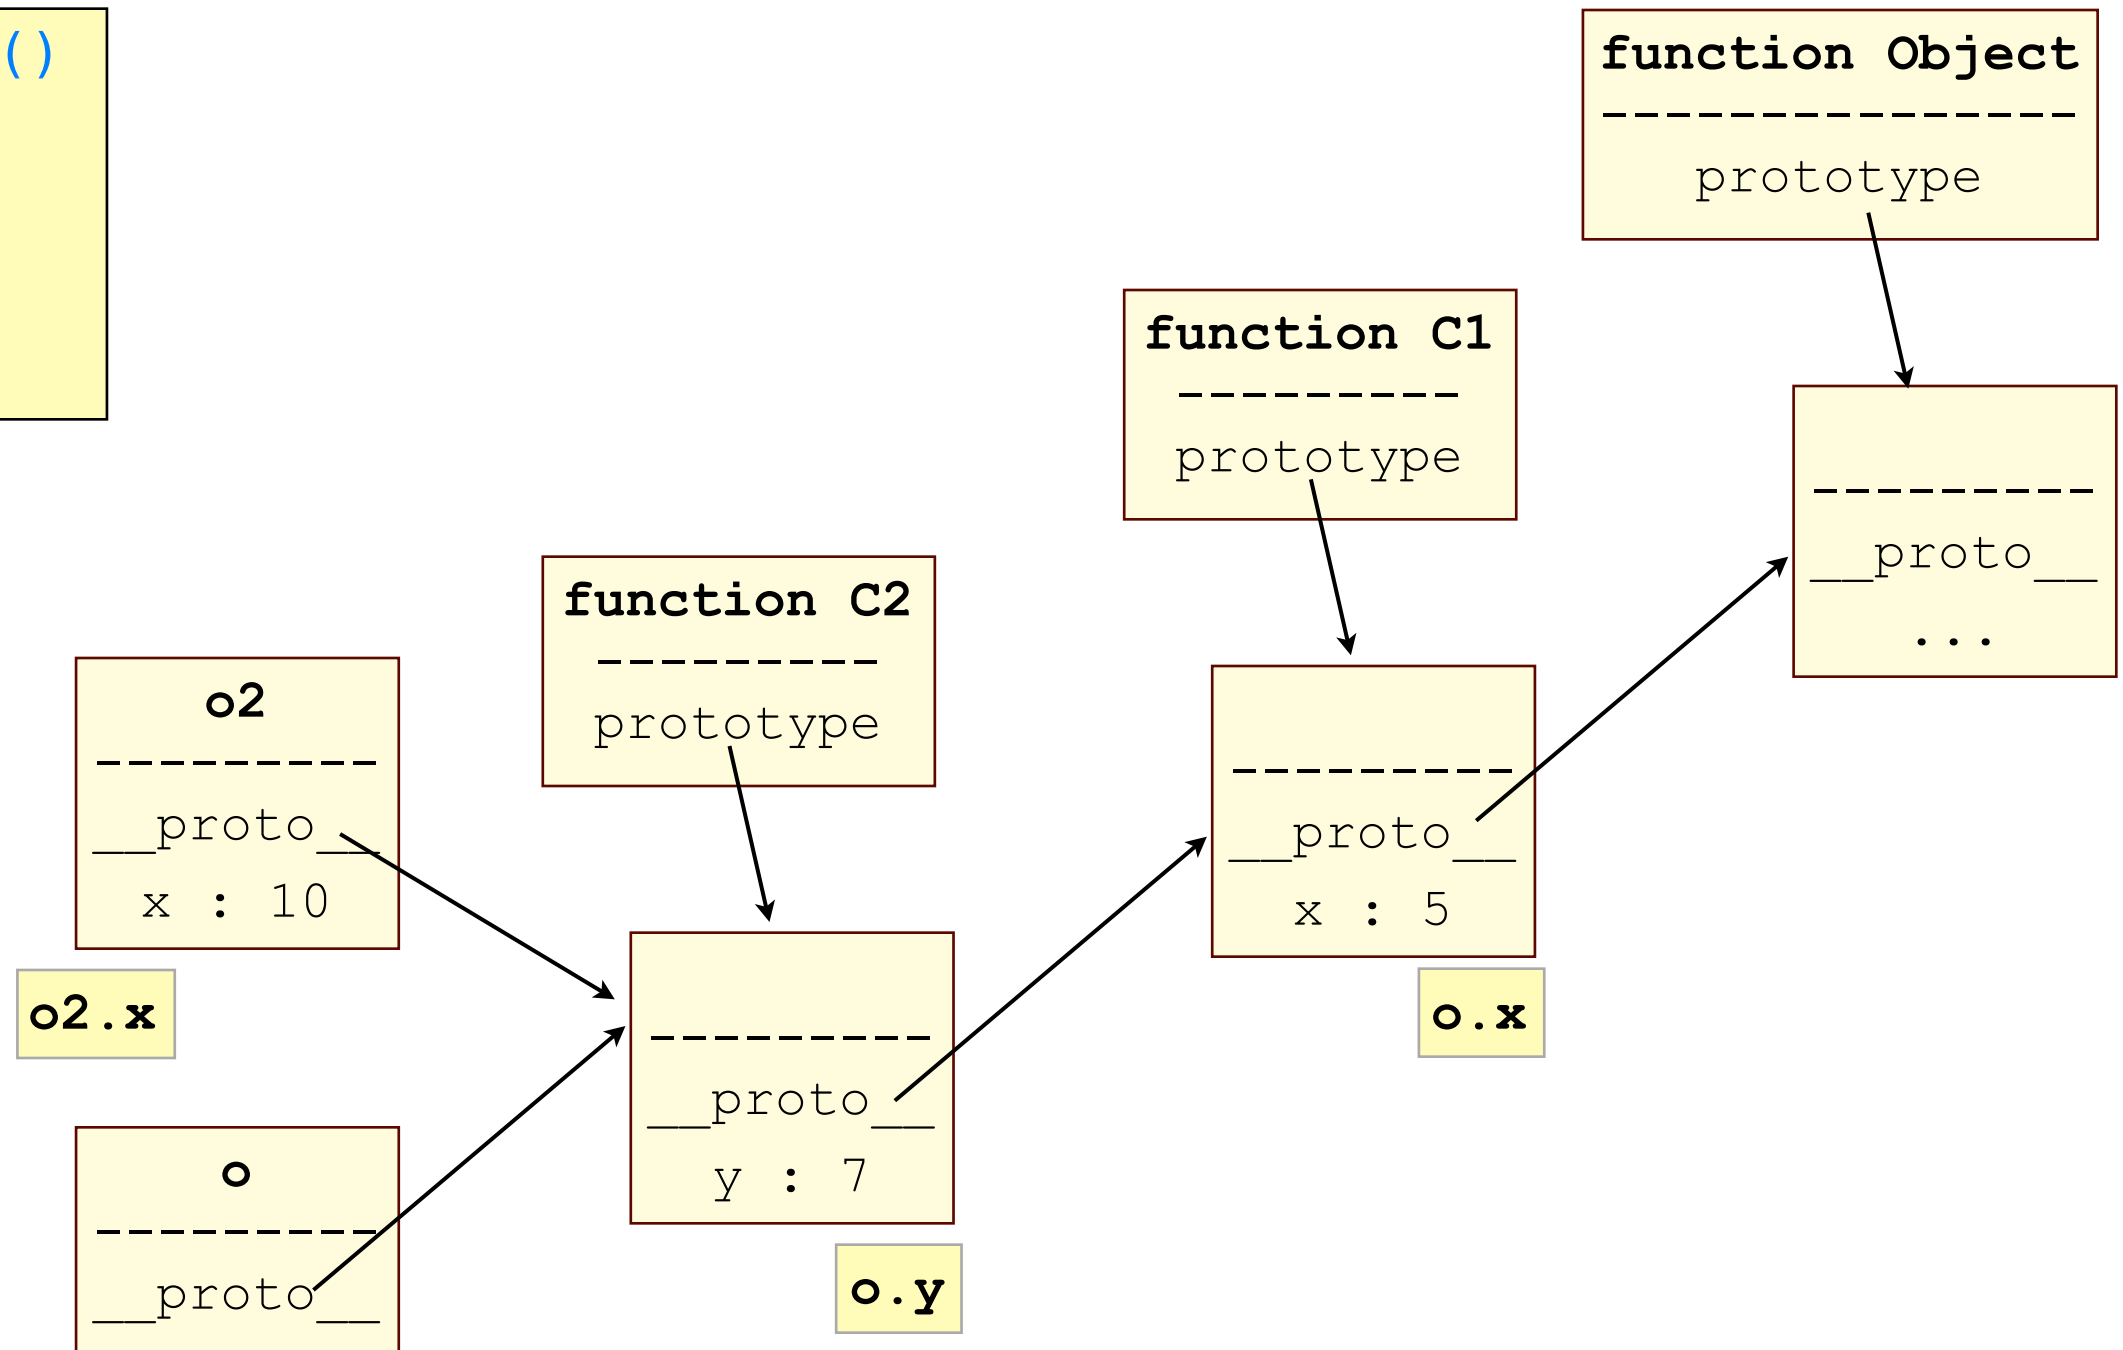 ()
function Object
---------------
prototype
function C1
---------
prototype
---------
__proto__
...
function C2
---------
prototype
o2
---------
__proto__
x : 10
---------
__proto__
x : 5
o2.x
o.x
---------
__proto__
y : 7
o
---------
__proto__
o.y